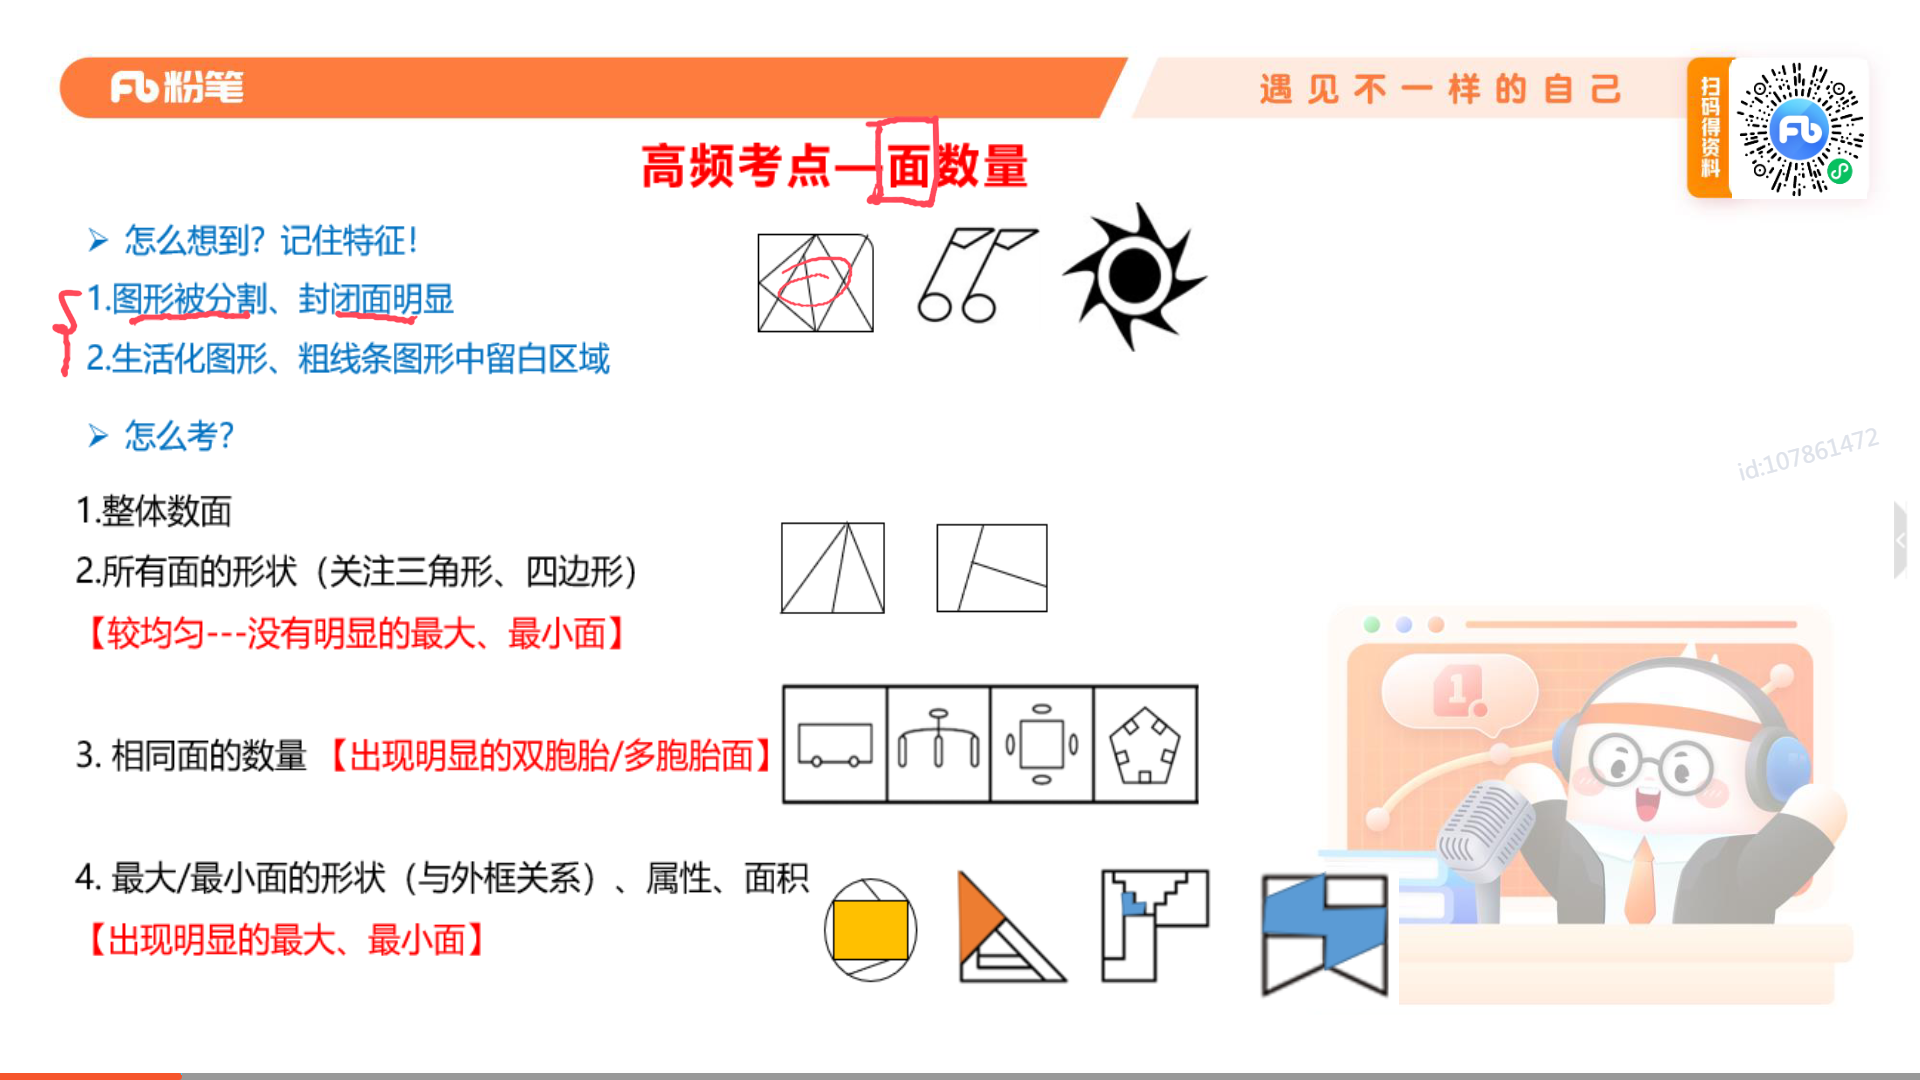 粉笔
遇见不一样的自己
扫码得资料
高频考点—面数量
怎么想到？记住特征！
1.图形被分割、封闭面明显
2.生活化图形、粗线条图形中留白区域
怎么考？
id:107861472
1.整体数面
2.所有面的形状（关注三角形、四边形）
【较均匀---没有明显的最大、最小面】
3. 相同面的数量 【出现明显的双胞胎/多胞胎面】
4. 最大/最小面的形状（与外框关系）、属性、面积
【出现明显的最大、最小面】
1